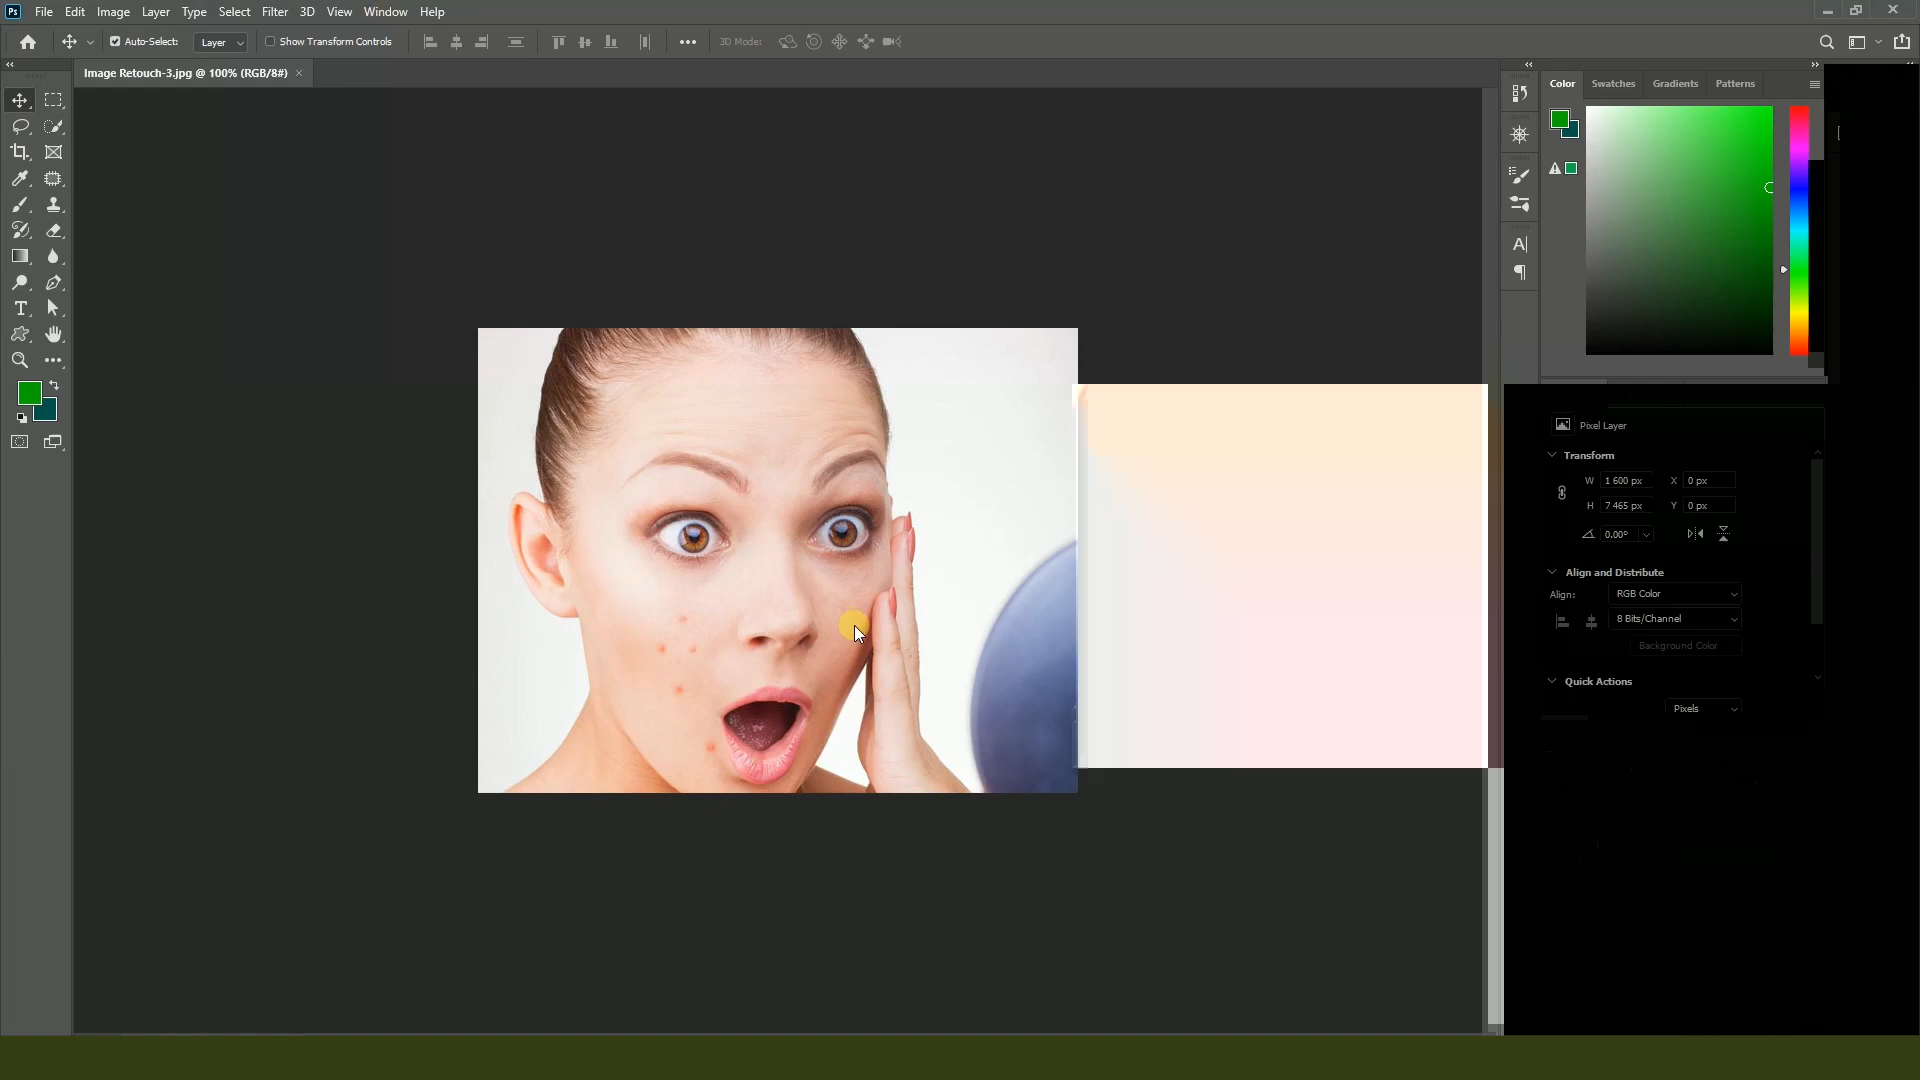 Ps File Edit Image Layer Type Select Filter 3D View Window Help
Auto-Select: Layer Show Transform Controls 3D Mode:
Image Retouch-3.jpg @ 100% (RGB/8#) ×
Color Swatches Gradients Patterns
Pixel Layer
Transform
W 1 600 px X 0 px
H 7 465 px Y 0 px
0.00°
Align and Distribute
Align: RGB Color
8 Bits/Channel
Background Color
Quick Actions
Pixels